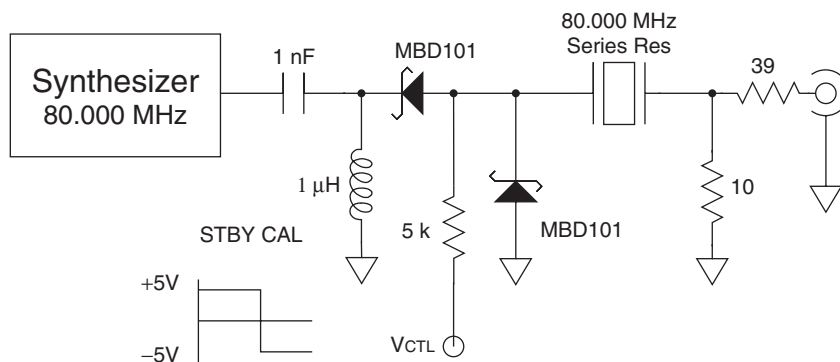 80.000 MHz
Series Res
MBD101
1 nF
39
Synthesizer
80.000 MHz
1 µH
10
5 k
MBD101
STBY CAL
+5V
−5V
VCTL